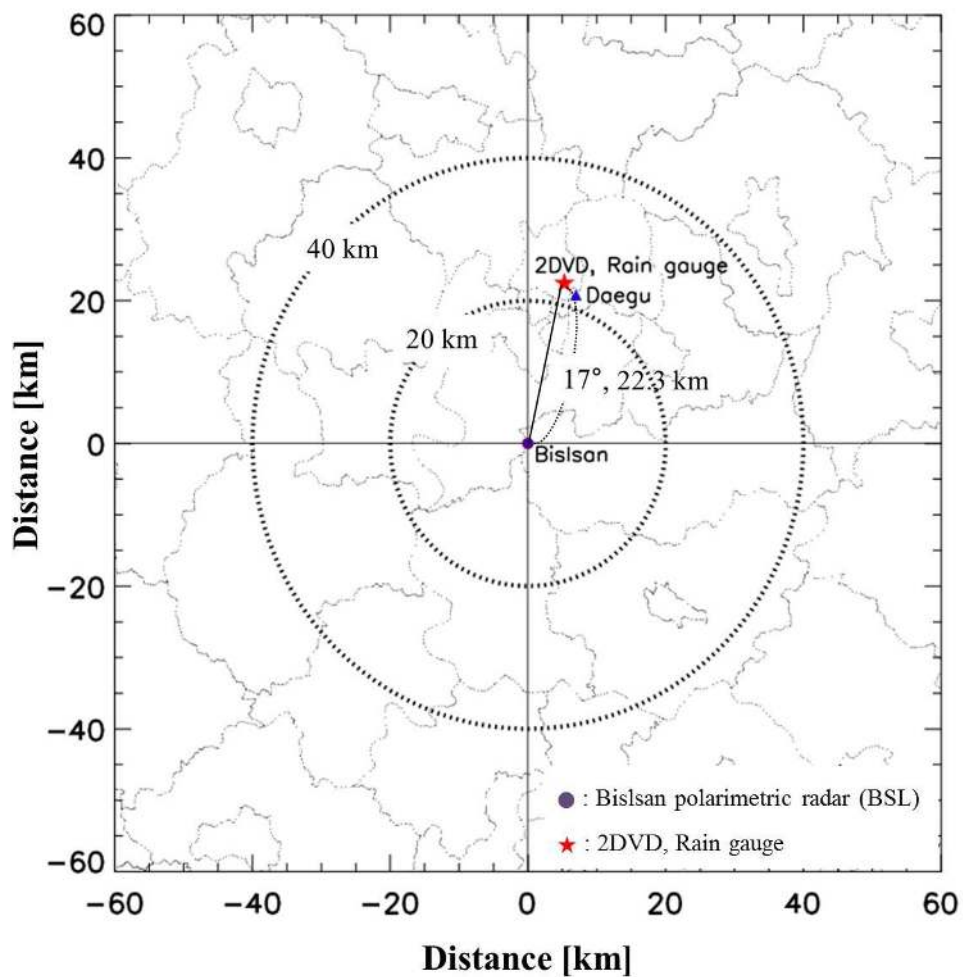 60
40
20
0
−20
−40
−60
Distance [km]
40 km
20 km
2DVD, Rain gauge
Daegu
17°, 22.3 km
Bislsan
: Bislsan polarimetric radar (BSL)
: 2DVD, Rain gauge
−60 −40 −20 0 20 40 60
Distance [km]